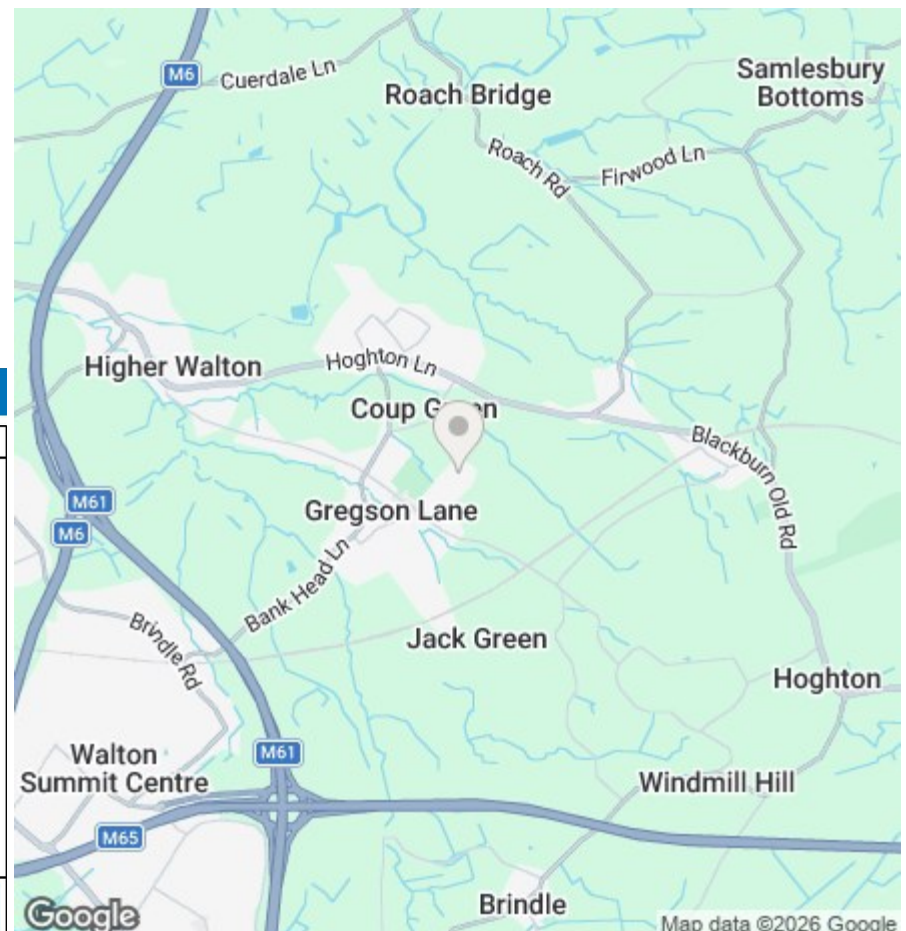 M6
Cuerdale Ln
Roach Bridge
Samlesbury
Bottoms
Roach Rd
Firwood Ln
Higher Walton
Hoghton Ln
Coup
Blackburn Old Rd
M61
M6
Gregson Lane
Bank Head Ln
Brindle Rd
Jack Green
Hoghton
Walton
Summit Centre
M61
Windmill Hill
M65
Brindle
Google
Map data ©2026 Google